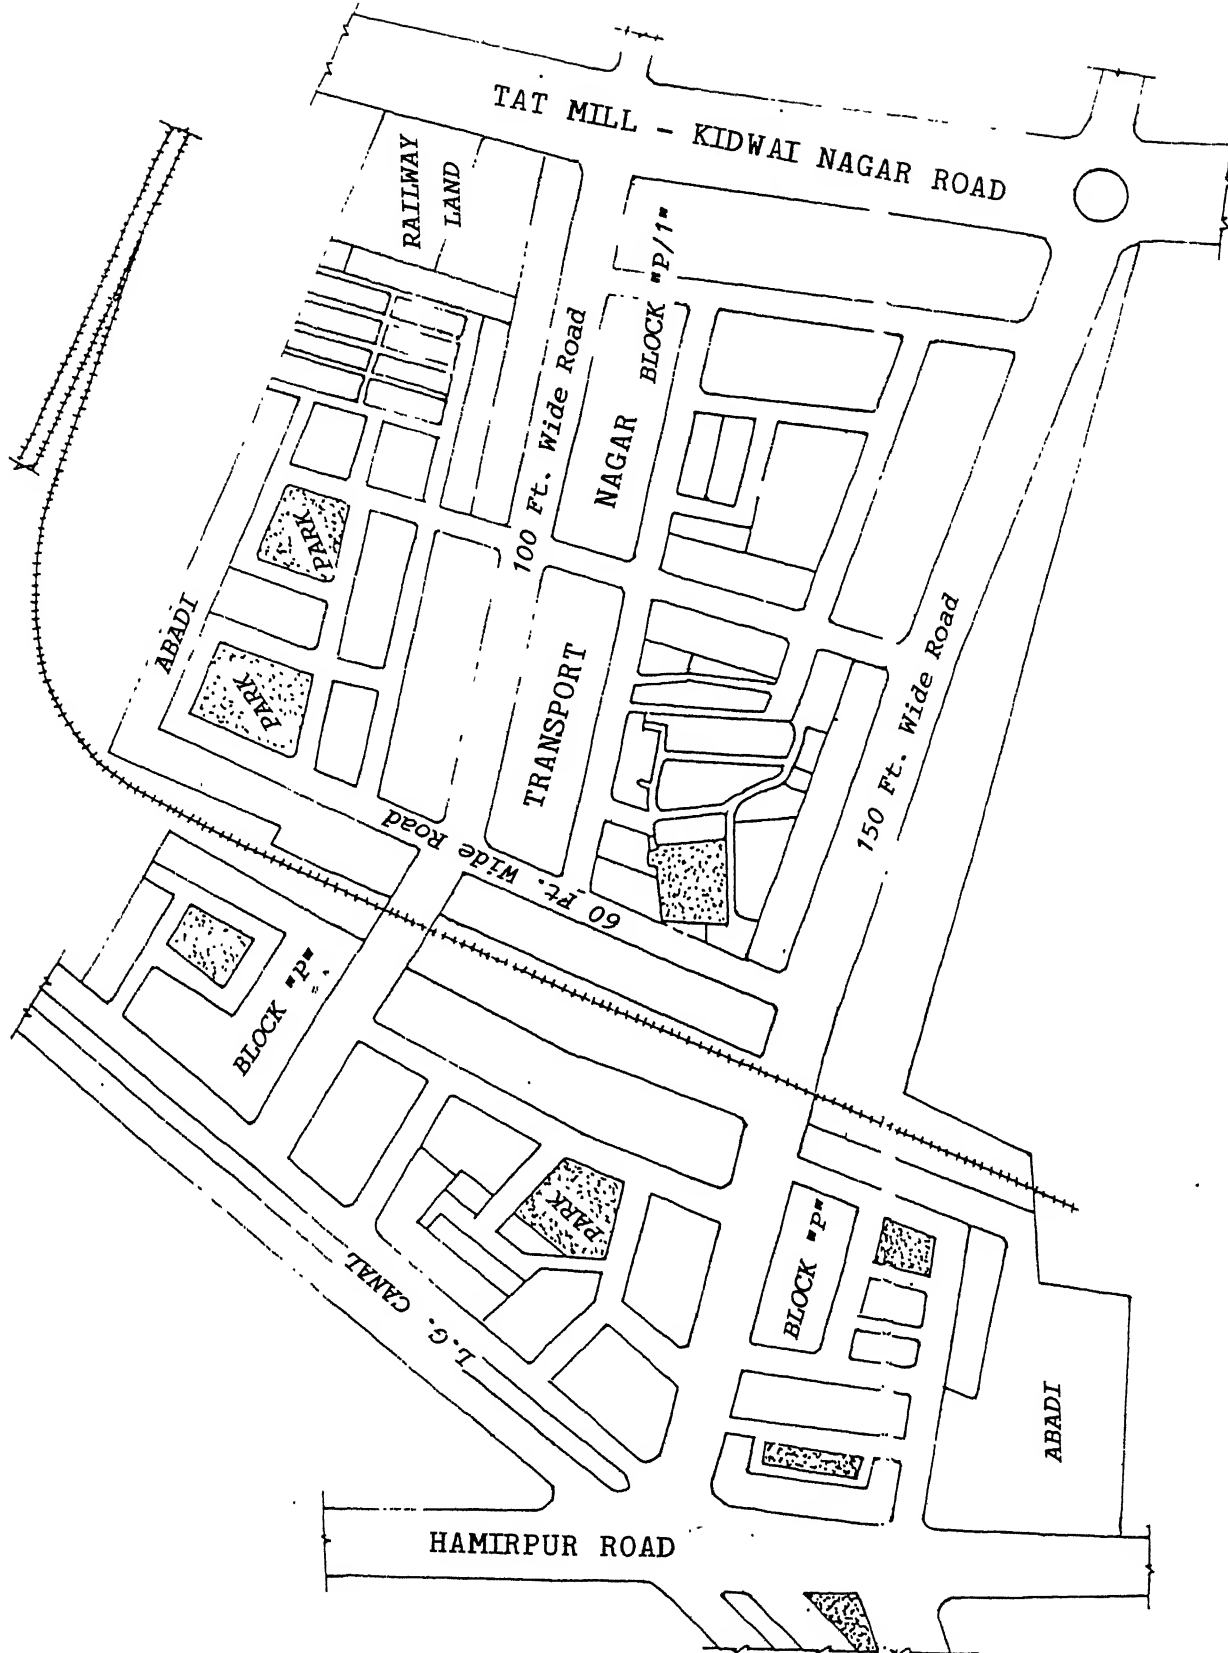 TAT MILL - KIDWAI NAGAR ROAD
RAILWAY
LAND
BLOCK "P/1"
100 Ft. Wide Road
NAGAR
PARK
ABADI
PARK
TRANSPORT
150 Ft. Wide Road
60 Ft. Wide Road
BLOCK "P"
PARK
BLOCK "P"
L.G. CANAL
ABADI
HAMIRPUR ROAD